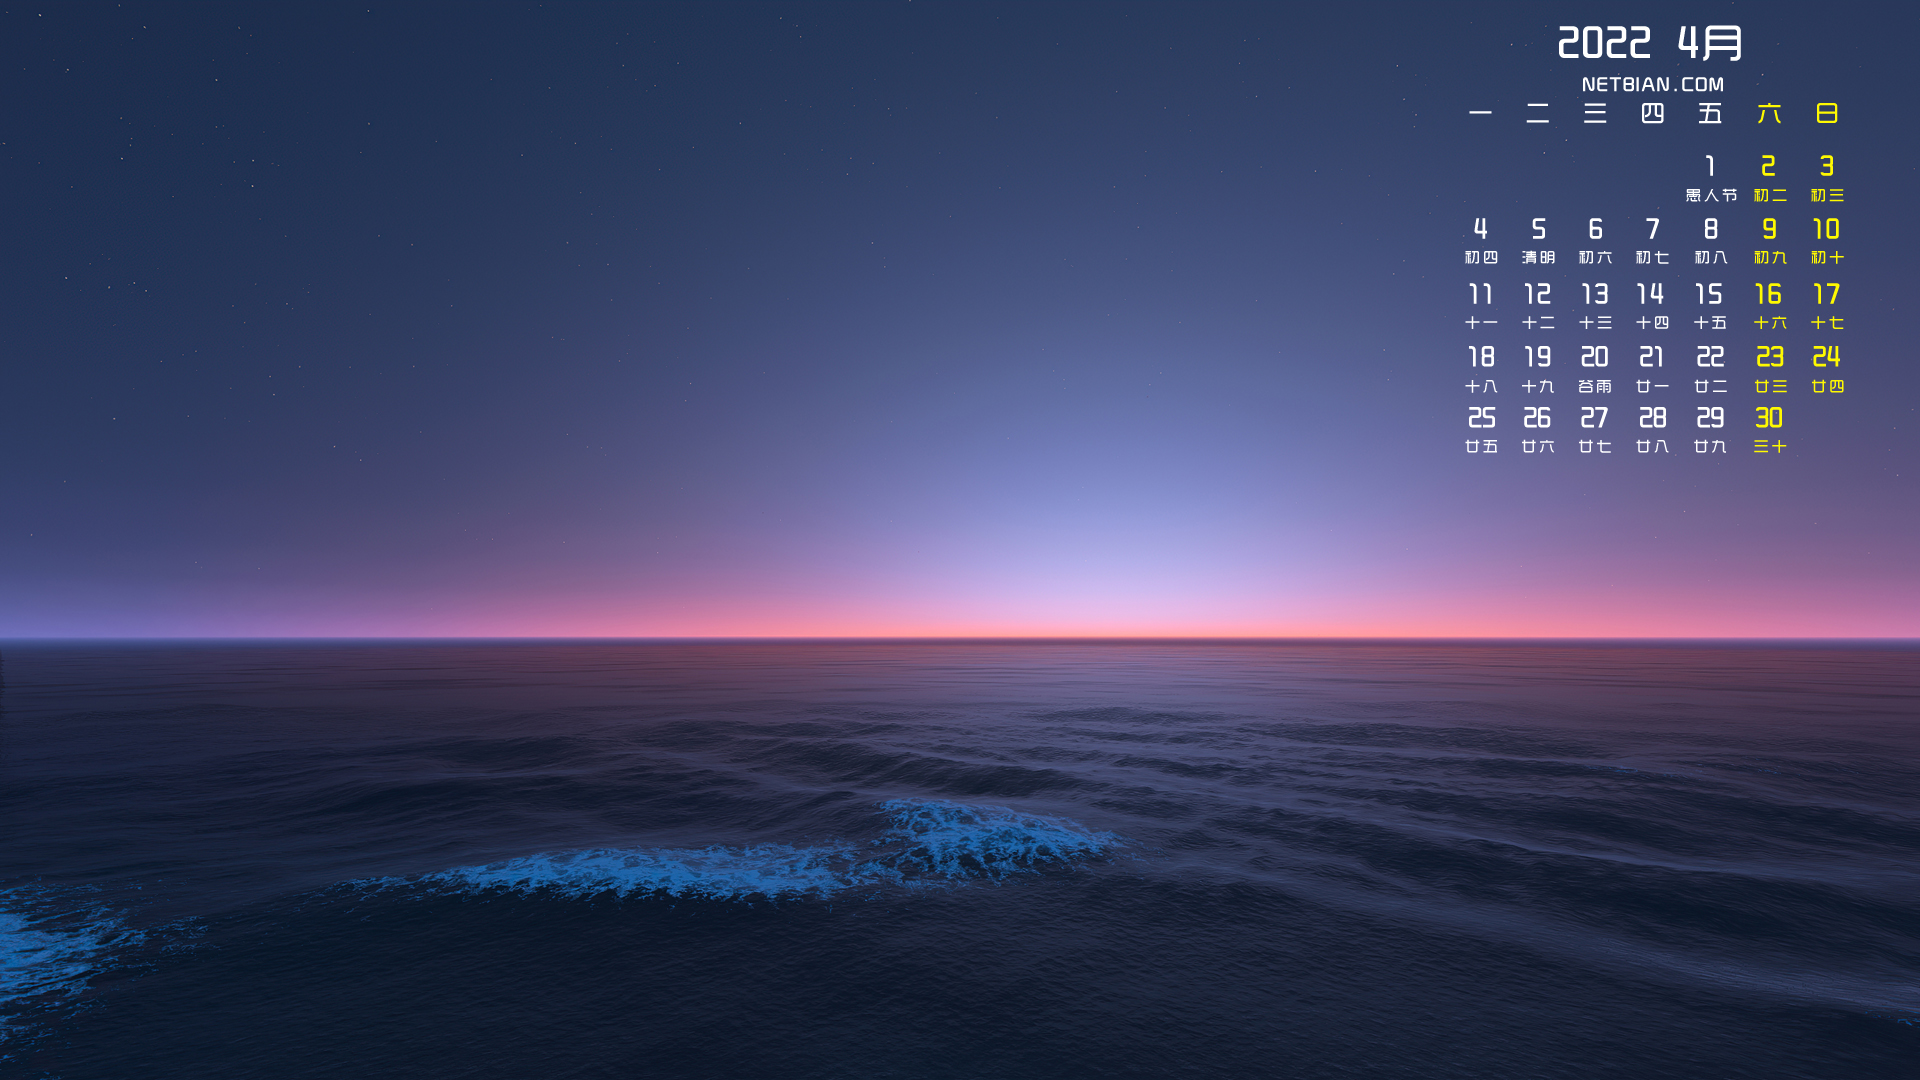 2022 4月
NETBIAN.COM
一 二 三 四 五 六 日
1 2 3
愚人节 初二 初三
4 5 6 7 8 9 10
初四 清明 初六 初七 初八 初九 初十
11 12 13 14 15 16 17
十一 十二 十三 十四 十五 十六 十七
18 19 20 21 22 23 24
十八 十九 谷雨 廿一 廿二 廿三 廿四
25 26 27 28 29 30
廿五 廿六 廿七 廿八 廿九 三十